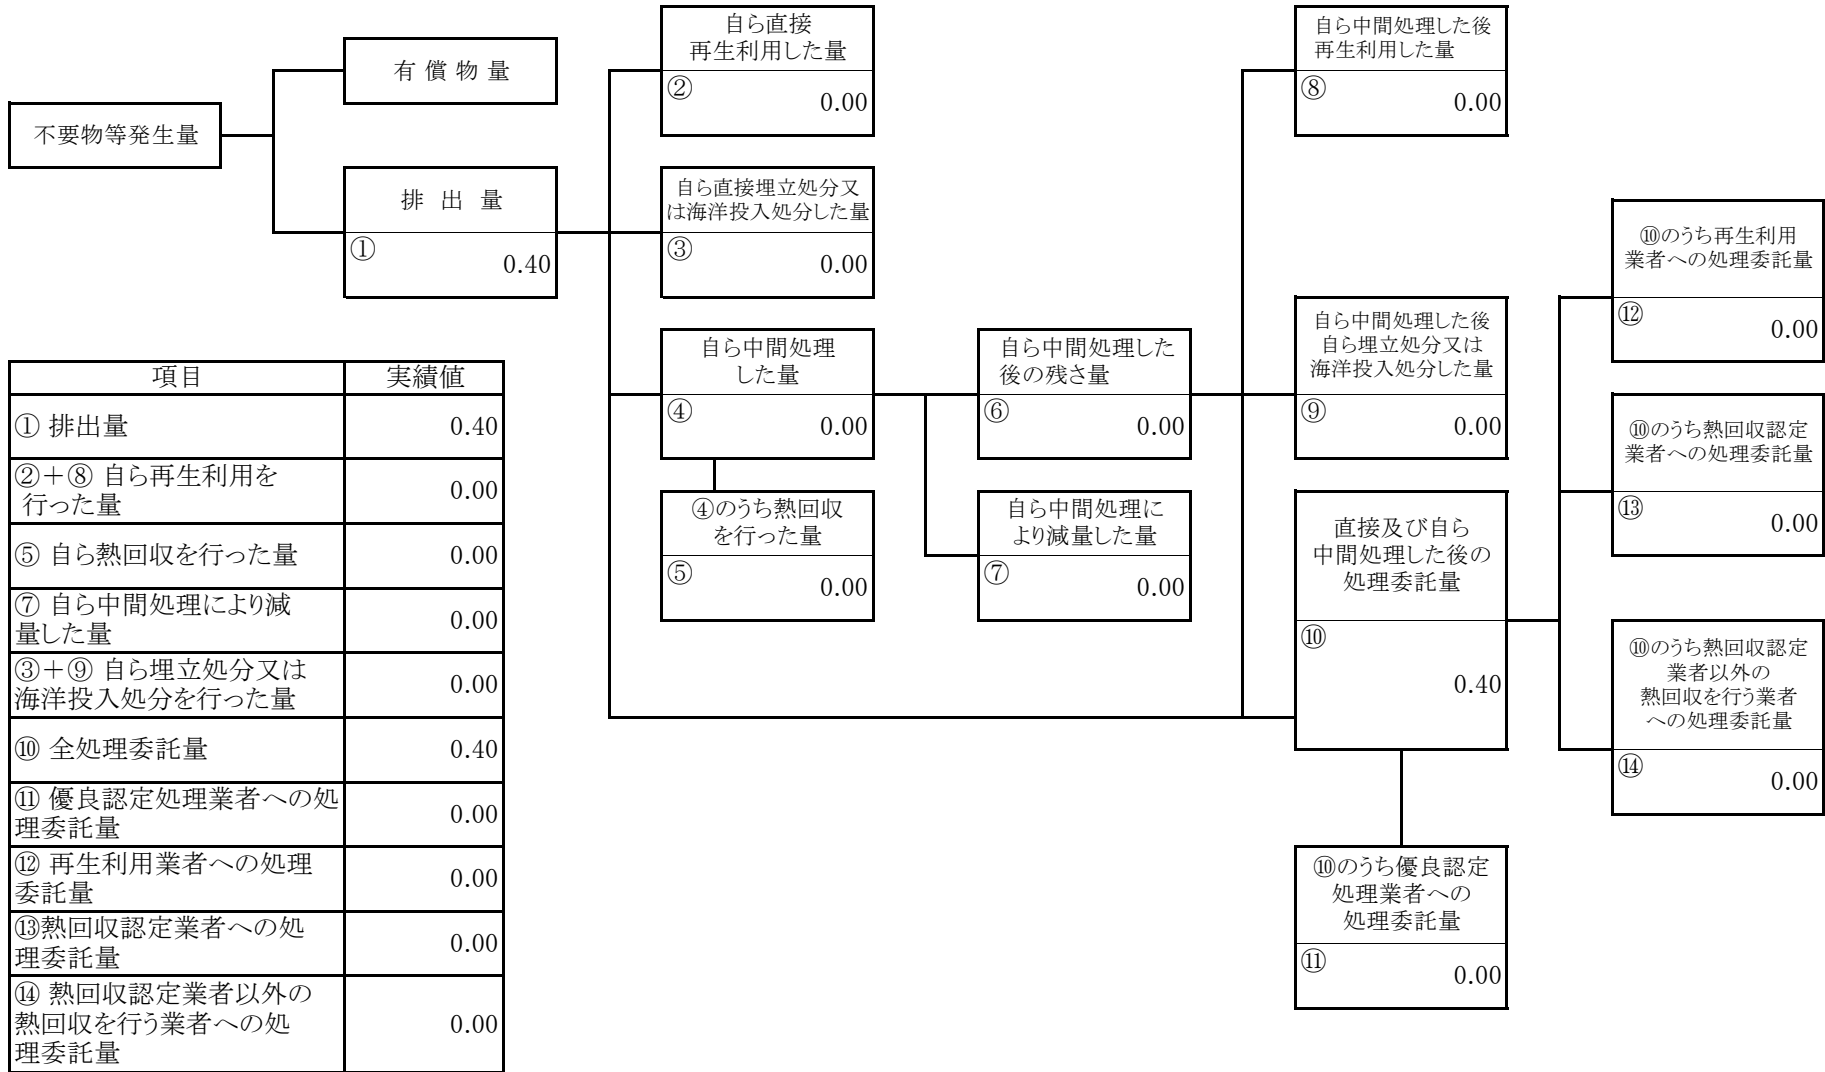 自ら直接
再生利用した量
②
0.00
自ら中間処理した後
再生利用した量
⑧
0.00
有 償 物 量
不要物等発生量
排 出 量
①
0.40
自ら直接埋立処分又
は海洋投入処分した量
③
0.00
⑩のうち再生利用
業者への処理委託量
⑫
0.00
自ら中間処理
した量
④
0.00
自ら中間処理した
後の残さ量
⑥
0.00
自ら中間処理した後
自ら埋立処分又は
海洋投入処分した量
⑨
0.00
⑩のうち熱回収認定
業者への処理委託量
⑬
0.00
④のうち熱回収
を行った量
⑤
0.00
自ら中間処理に
より減量した量
⑦
0.00
直接及び自ら
中間処理した後の
処理委託量
⑩
0.40
⑩のうち熱回収認定
業者以外の
熱回収を行う業者
への処理委託量
⑭
0.00
⑩のうち優良認定
処理業者への
処理委託量
⑪
0.00
項目 実績値
① 排出量 0.40
②+⑧ 自ら再生利用を
行った量 0.00
⑤ 自ら熱回収を行った量 0.00
⑦ 自ら中間処理により減
量した量 0.00
③+⑨ 自ら埋立処分又は
海洋投入処分を行った量 0.00
⑩ 全処理委託量 0.40
⑪ 優良認定処理業者への処
理委託量 0.00
⑫ 再生利用業者への処理
委託量 0.00
⑬熱回収認定業者への処
理委託量 0.00
⑭ 熱回収認定業者以外の
熱回収を行う業者への処
理委託量 0.00